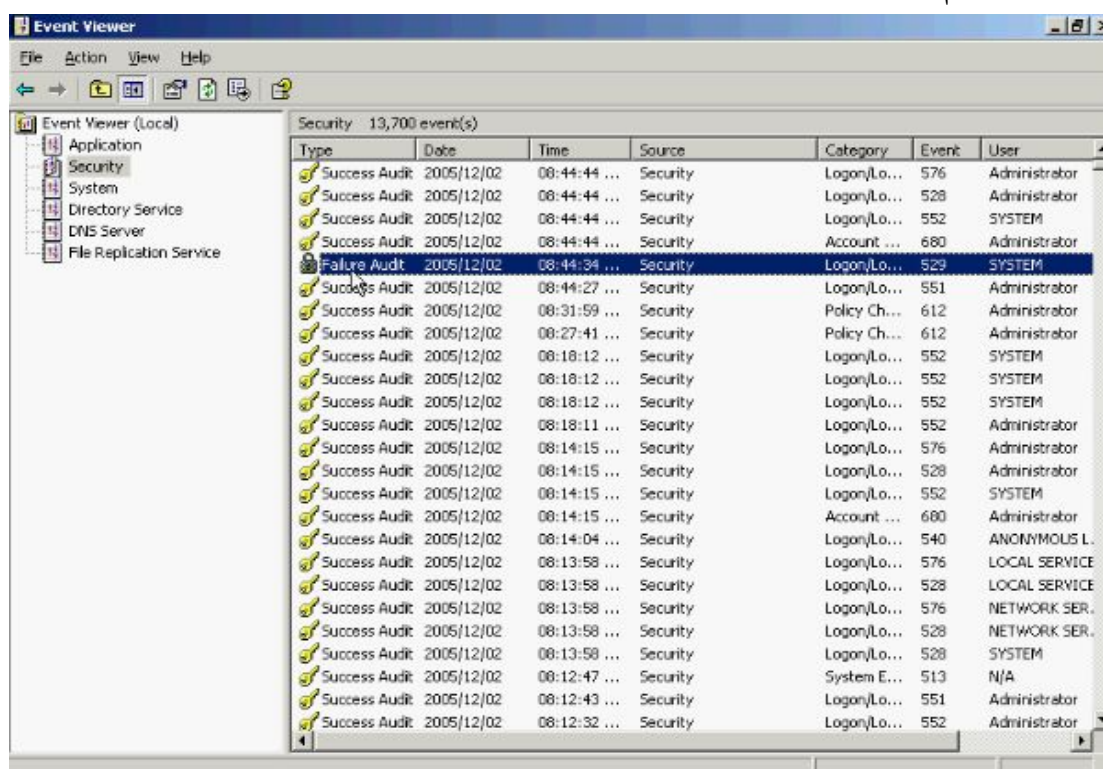 Event Viewer
File Action View Help
Event Viewer (Local)
Application
Security
System
Directory Service
DNS Server
File Replication Service
Security 13,700 event(s)
Type Date Time Source Category Event User
Success Audit 2005/12/02 08:44:44 ... Security Logon/Lo... 576 Administrator
Success Audit 2005/12/02 08:44:44 ... Security Logon/Lo... 528 Administrator
Success Audit 2005/12/02 08:44:44 ... Security Logon/Lo... 552 SYSTEM
Success Audit 2005/12/02 08:44:44 ... Security Account ... 680 Administrator
Failure Audit 2005/12/02 08:44:34 ... Security Logon/Lo... 529 SYSTEM
Success Audit 2005/12/02 08:44:27 ... Security Logon/Lo... 551 Administrator
Success Audit 2005/12/02 08:31:59 ... Security Policy Ch... 612 Administrator
Success Audit 2005/12/02 08:27:41 ... Security Policy Ch... 612 Administrator
Success Audit 2005/12/02 08:18:12 ... Security Logon/Lo... 552 SYSTEM
Success Audit 2005/12/02 08:18:12 ... Security Logon/Lo... 552 SYSTEM
Success Audit 2005/12/02 08:18:12 ... Security Logon/Lo... 552 SYSTEM
Success Audit 2005/12/02 08:18:11 ... Security Logon/Lo... 552 Administrator
Success Audit 2005/12/02 08:14:15 ... Security Logon/Lo... 576 Administrator
Success Audit 2005/12/02 08:14:15 ... Security Logon/Lo... 528 Administrator
Success Audit 2005/12/02 08:14:15 ... Security Logon/Lo... 552 SYSTEM
Success Audit 2005/12/02 08:14:15 ... Security Account ... 680 Administrator
Success Audit 2005/12/02 08:14:04 ... Security Logon/Lo... 540 ANONYMOUS L.
Success Audit 2005/12/02 08:13:58 ... Security Logon/Lo... 576 LOCAL SERVICE
Success Audit 2005/12/02 08:13:58 ... Security Logon/Lo... 528 LOCAL SERVICE
Success Audit 2005/12/02 08:13:58 ... Security Logon/Lo... 576 NETWORK SER.
Success Audit 2005/12/02 08:13:58 ... Security Logon/Lo... 528 NETWORK SER.
Success Audit 2005/12/02 08:13:58 ... Security Logon/Lo... 528 SYSTEM
Success Audit 2005/12/02 08:12:47 ... Security System E... 513 N/A
Success Audit 2005/12/02 08:12:43 ... Security Logon/Lo... 551 Administrator
Success Audit 2005/12/02 08:12:32 ... Security Logon/Lo... 552 Administrator